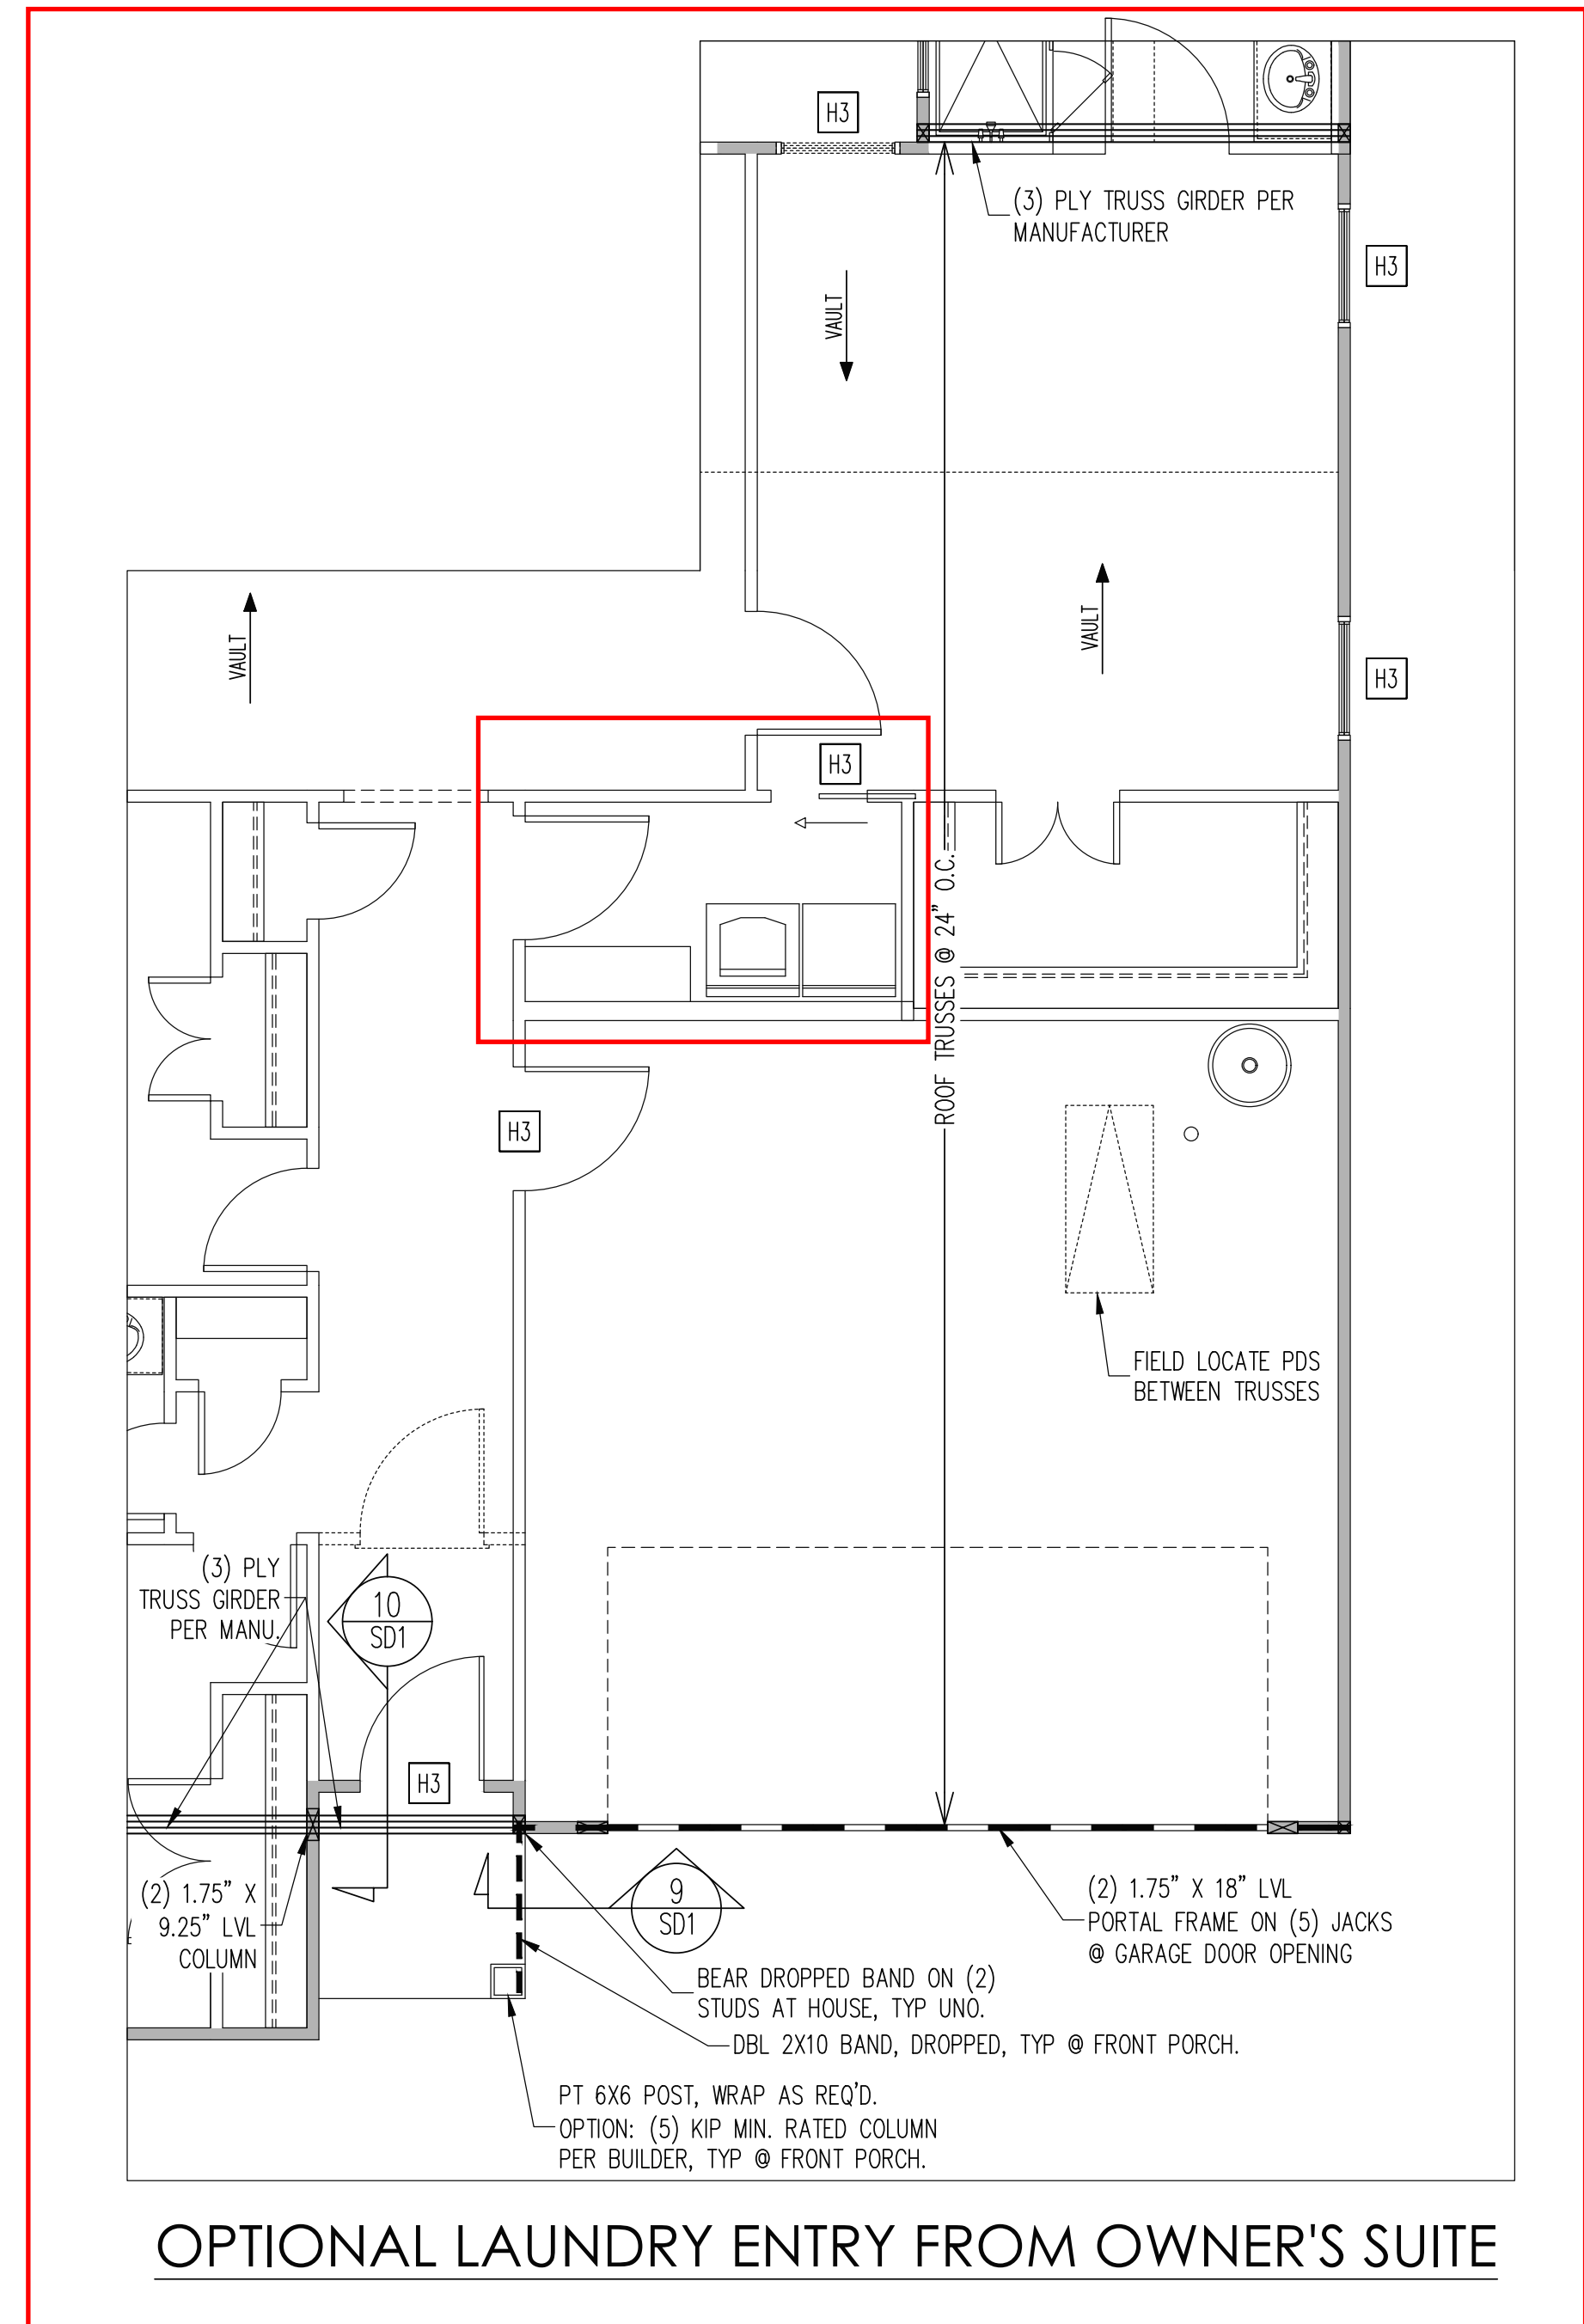 H3
(3) PLY TRUSS GIRDER PER
MANUFACTURER
H3
VAULT
VAULT
VAULT
H3
H3
ROOF TRUSSES @ 24" O.C.
H3
FIELD LOCATE PDS
BETWEEN TRUSSES
(3) PLY
TRUSS GIRDER
PER MANU.
10
SD1
H3
(2) 1.75" X
9.25" LVL
COLUMN
9
SD1
(2) 1.75" X 18" LVL
PORTAL FRAME ON (5) JACKS
@ GARAGE DOOR OPENING
BEAR DROPPED BAND ON (2)
STUDS AT HOUSE, TYP UNO.
DBL 2X10 BAND, DROPPED, TYP @ FRONT PORCH.
PT 6X6 POST, WRAP AS REQ'D.
OPTION: (5) KIP MIN. RATED COLUMN
PER BUILDER, TYP @ FRONT PORCH.
OPTIONAL LAUNDRY ENTRY FROM OWNER'S SUITE